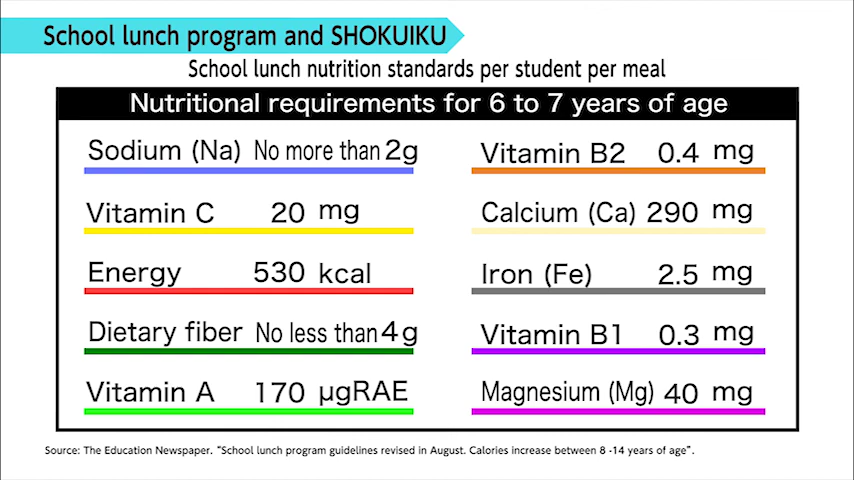 School lunch program and SHOKUIKU
School lunch nutrition standards per student per meal
Nutritional requirements for 6 to 7 years of age
Sodium (Na) No more than 2g
Vitamin C 20 mg
Energy 530 kcal
Dietary fiber No less than 4g
Vitamin A 170 μgRAE
Vitamin B2 0.4 mg
Calcium (Ca) 290 mg
Iron (Fe) 2.5 mg
Vitamin B1 0.3 mg
Magnesium (Mg) 40 mg
Source: The Education Newspaper. “School lunch program guidelines revised in August. Calories increase between 8 -14 years of age”.